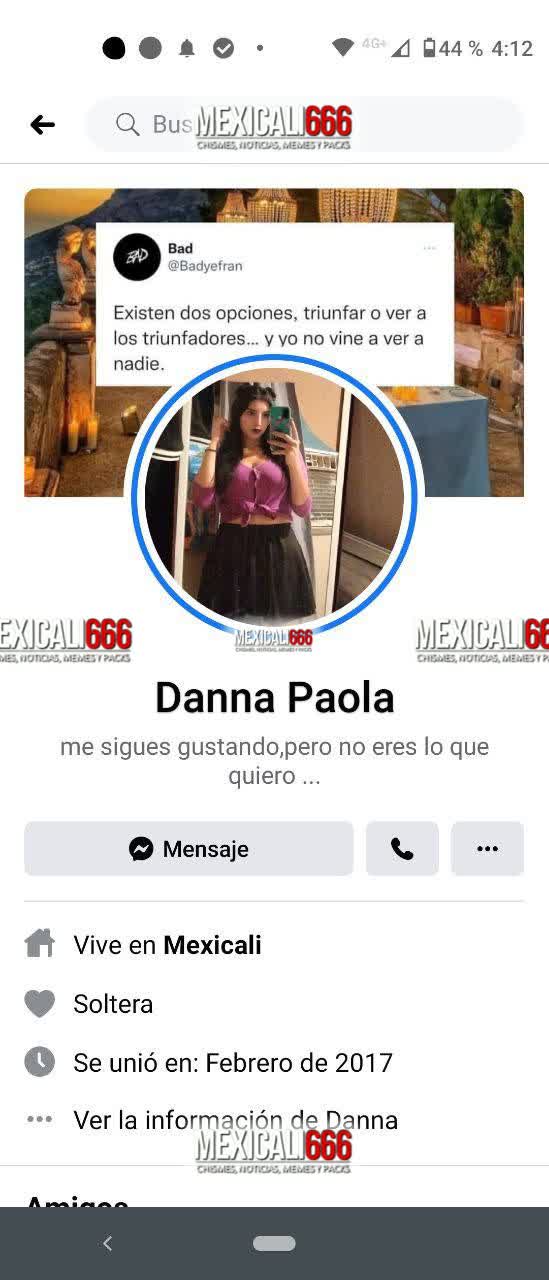 4G+ 44 % 4:12
Bus
MEXICALI666
CHISMES, NOTICIAS, MEMES Y PACKS
BAD
Bad
@Badyefran
Existen dos opciones, triunfar o ver a
los triunfadores... y yo no vine a ver a
nadie.
EXICALI666 MEXICALI666 MEXICALI66
MES, NOTICIAS, MEMES Y PACKS CHISMES, NOTICIAS, MEMES Y PACKS CHISMES, NOTICIAS, MEMES Y P
Danna Paola
me sigues gustando,pero no eres lo que
quiero ...
Mensaje
Vive en Mexicali
Soltera
Se unió en: Febrero de 2017
Ver la información de Danna
MEXICALI666
CHISMES, NOTICIAS, MEMES Y PACKS
Amigos